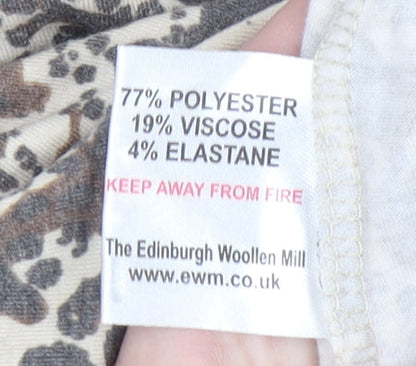 77% POLYESTER
19% VISCOSE
4% ELASTANE
KEEP AWAY FROM FIRE
The Edinburgh Woollen Mill
www.ewm.co.uk